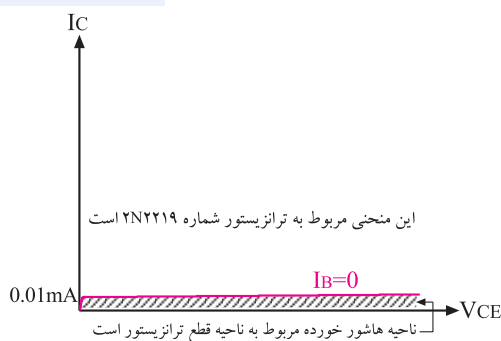 IC
این منحنی مربوط به ترانزیستور شماره ۲N۲۲۱۹ است
IB=0
0.01mA
VCE
ناحیه هاشور خورده مربوط به ناحیه قطع ترانزیستور است